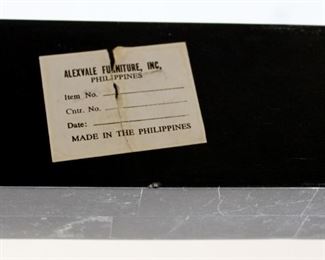 ALEXVALE FURNITURE, INC,
PHILIPPINES
Item No.
Cntr. No.
Date:
MADE IN THE PHILIPPINES